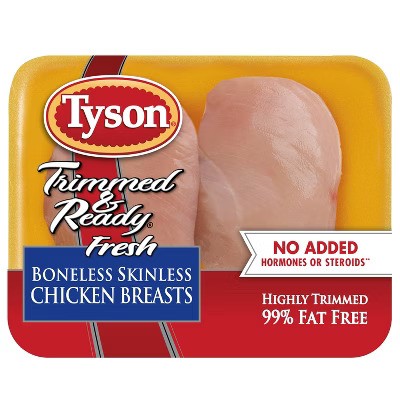 Tyson
Trimmed
&
Ready®
Fresh
BONELESS SKINLESS
CHICKEN BREASTS
NO ADDED
HORMONES OR STEROIDS**
HIGHLY TRIMMED
99% FAT FREE